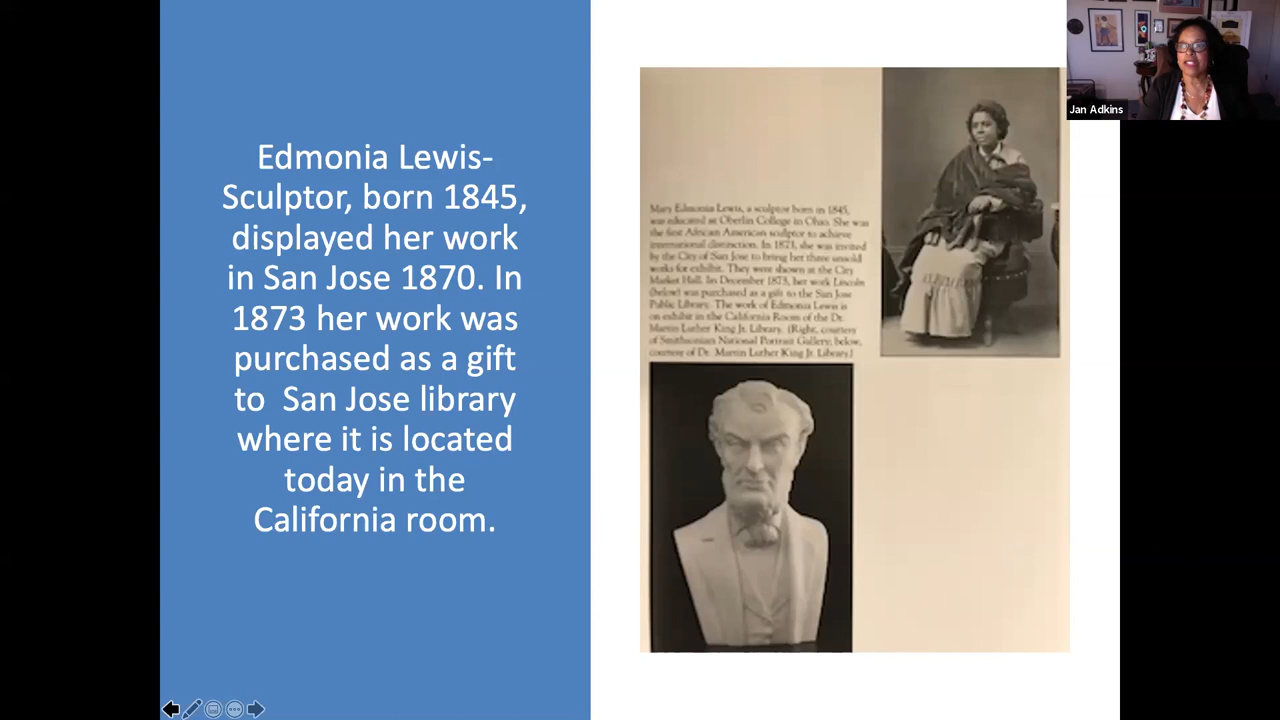 Edmonia Lewis-
Sculptor, born 1845,
displayed her work
in San Jose 1870. In
1873 her work was
purchased as a gift
to  San Jose library
where it is located
today in the
California room.
Mary Edmonia Lewis, a sculptor born in 1845,
was educated at Oberlin College in Ohio. She was
the first African American sculptor to achieve
international distinction. In 1873, she was invited
by the City of San Jose to bring her three unsold
works for exhibit. They were shown at the City
Market Hall. In December 1873, her work Lincoln
(below) was purchased as a gift to the San Jose
Public Library. The work of Edmonia Lewis is
on exhibit in the California Room of the Dr.
Martin Luther King Jr. Library. (Right, courtesy
of Smithsonian National Portrait Gallery; below,
courtesy of Dr. Martin Luther King Jr. Library.)
Jan Adkins